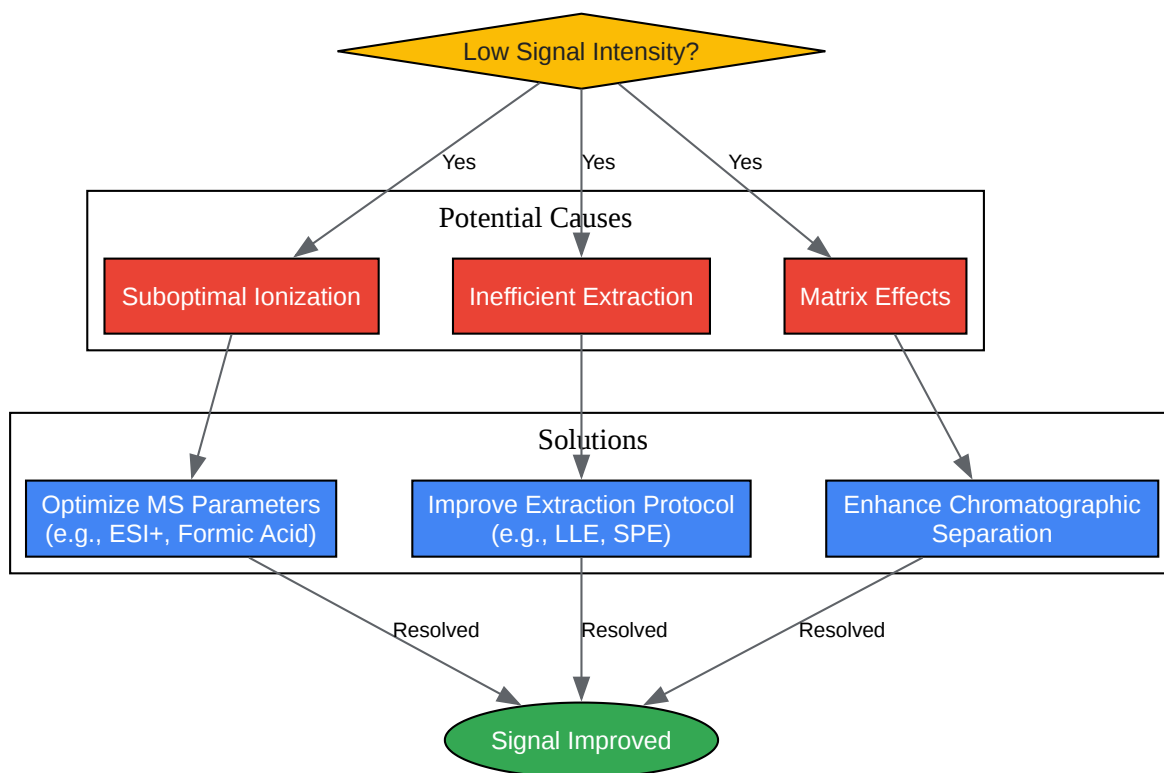 Low Signal Intensity?
Yes
Yes
Yes
Potential Causes
Suboptimal Ionization
Inefficient Extraction
Matrix Effects
Solutions
Optimize MS Parameters
(e.g., ESI+, Formic Acid)
Improve Extraction Protocol
(e.g., LLE, SPE)
Enhance Chromatographic
Separation
Resolved
Resolved
Resolved
Signal Improved